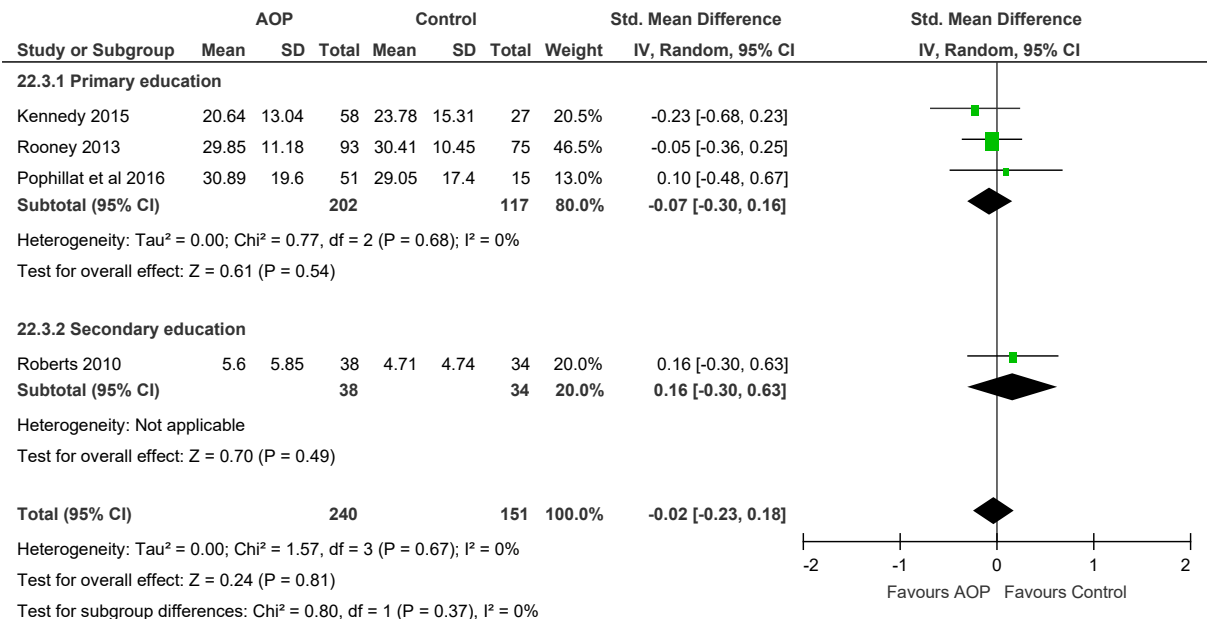 AOP Control Std. Mean Difference Std. Mean Difference
Study or Subgroup Mean SD Total Mean SD Total Weight IV, Random, 95% CI IV, Random, 95% CI
22.3.1 Primary education
Kennedy 2015 20.64 13.04 58 23.78 15.31 27 20.5% -0.23 [-0.68, 0.23]
Rooney 2013 29.85 11.18 93 30.41 10.45 75 46.5% -0.05 [-0.36, 0.25]
Pophillat et al 2016 30.89 19.6 51 29.05 17.4 15 13.0% 0.10 [-0.48, 0.67]
Subtotal (95% CI) 202 117 80.0% -0.07 [-0.30, 0.16]
Heterogeneity: Tau² = 0.00; Chi² = 0.77, df = 2 (P = 0.68); I² = 0%
Test for overall effect: Z = 0.61 (P = 0.54)
22.3.2 Secondary education
Roberts 2010 5.6 5.85 38 4.71 4.74 34 20.0% 0.16 [-0.30, 0.63]
Subtotal (95% CI) 38 34 20.0% 0.16 [-0.30, 0.63]
Heterogeneity: Not applicable
Test for overall effect: Z = 0.70 (P = 0.49)
Total (95% CI) 240 151 100.0% -0.02 [-0.23, 0.18]
Heterogeneity: Tau² = 0.00; Chi² = 1.57, df = 3 (P = 0.67); I² = 0%
Test for overall effect: Z = 0.24 (P = 0.81)
Test for subgroup differences: Chi² = 0.80, df = 1 (P = 0.37), I² = 0%
-2 -1 0 1 2
Favours AOP Favours Control